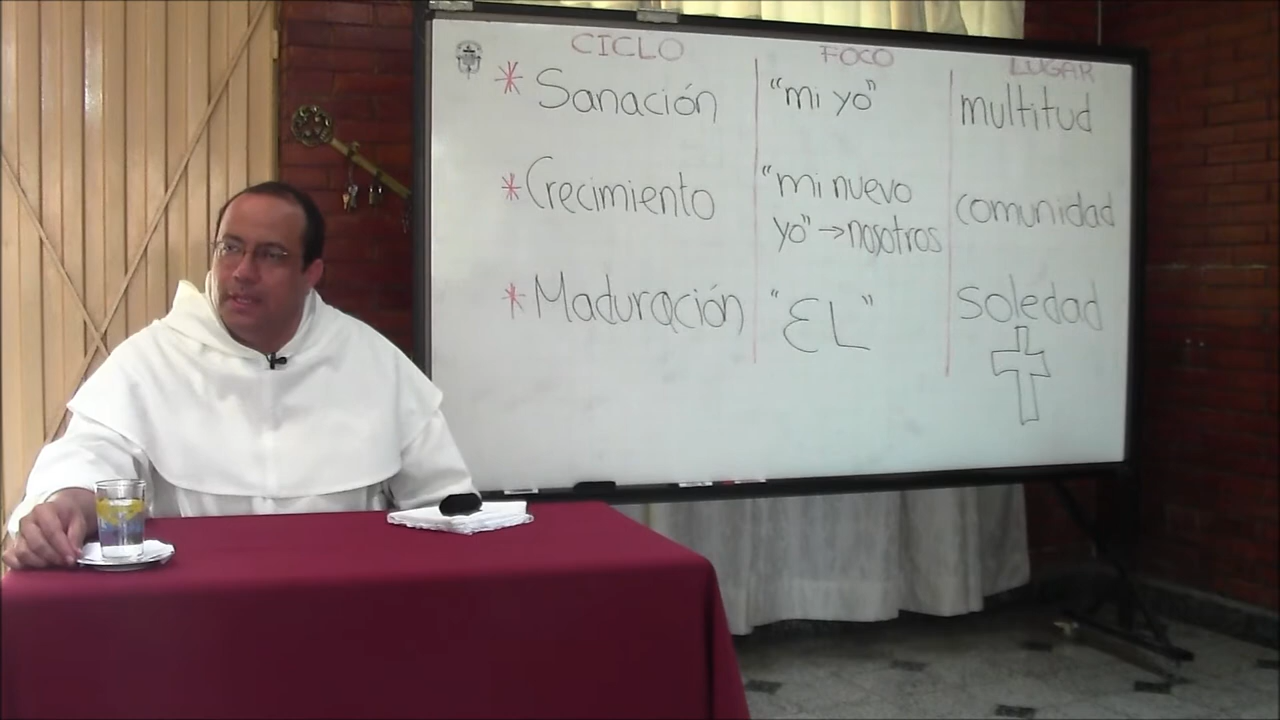 CICLO FOCO LUGAR
* Sanación "mi yo" multitud
* Crecimiento "mi nuevo yo" → nosotros comunidad
* Maduración "EL" soledad